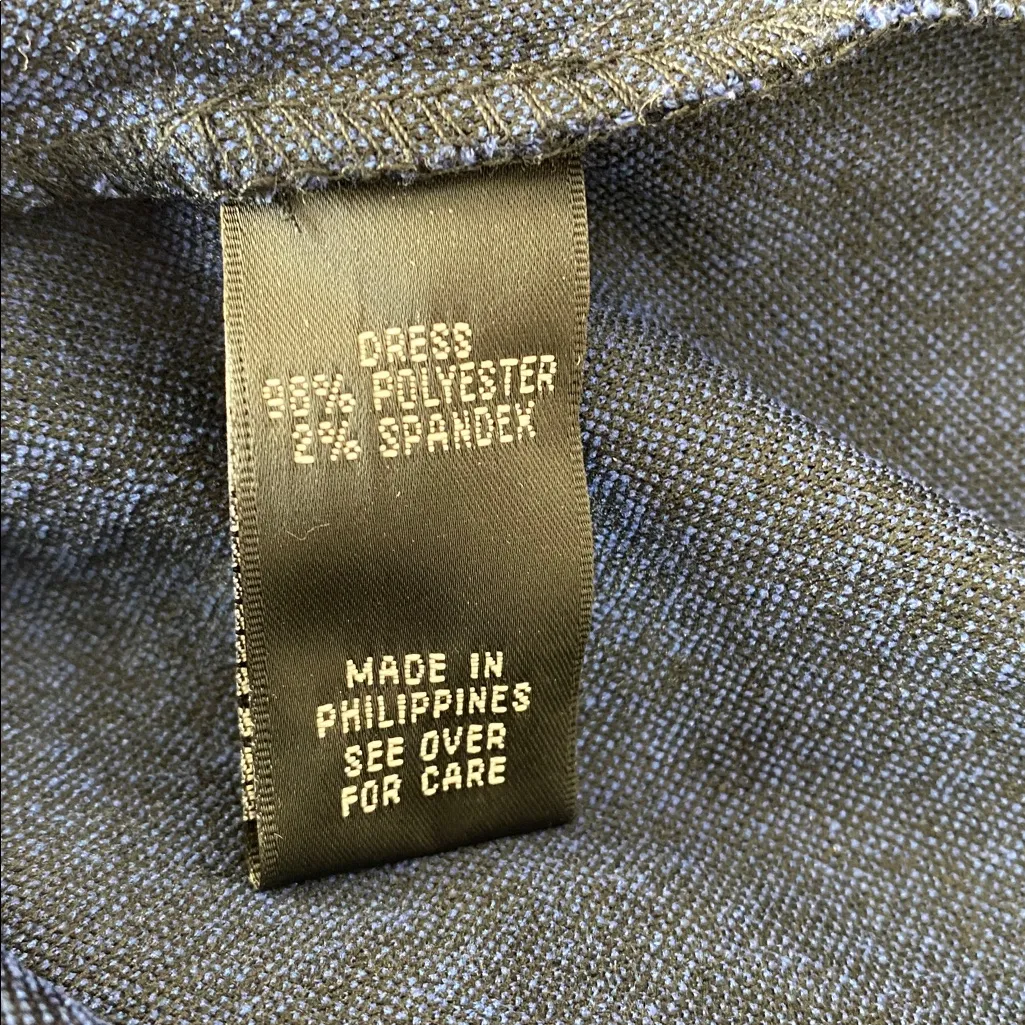 DRESS
98% POLYESTER
2% SPANDEX
MADE IN
PHILIPPINES
SEE OVER
FOR CARE